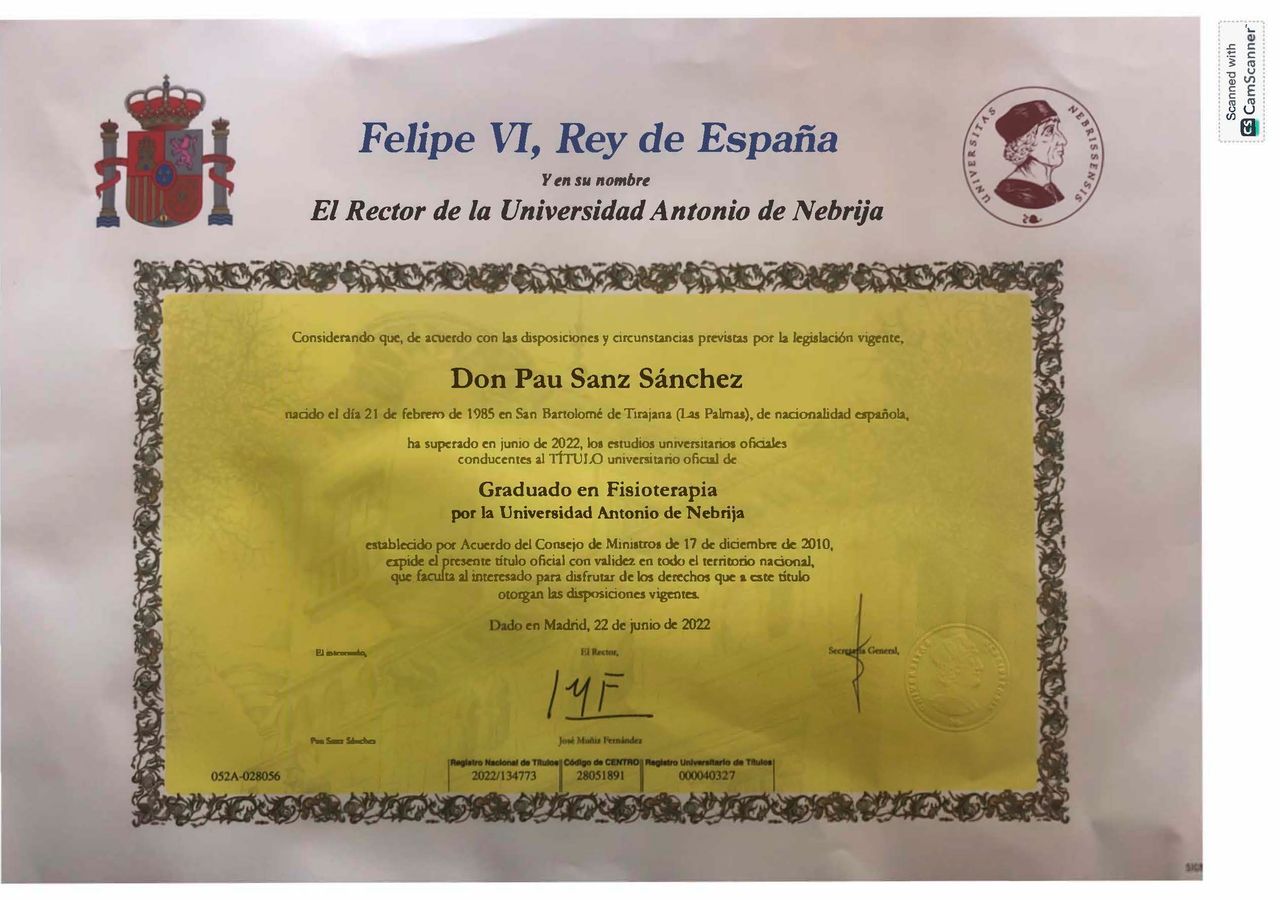 Felipe VI, Rey de España
Y en su nombre
El Rector de la Universidad Antonio de Nebrija
UNIVERSITAS NEBRISSENSIS
Scanned with
CS CamScanner
Considerando que, de acuerdo con las disposiciones y circunstancias previstas por la legislación vigente,
Don Pau Sanz Sánchez
nacido el día 21 de febrero de 1985 en San Bartolomé de Tirajana (Las Palmas), de nacionalidad española,
ha superado en junio de 2022, los estudios universitarios oficiales
conducentes al TÍTULO universitario oficial de
Graduado en Fisioterapia
por la Universidad Antonio de Nebrija
establecido por Acuerdo del Consejo de Ministros de 17 de diciembre de 2010,
expide el presente título oficial con validez en todo el territorio nacional,
que faculta al interesado para disfrutar de los derechos que a este título
otorgan las disposiciones vigentes.
Dado en Madrid, 22 de junio de 2022
El interesado,
El Rector,
Secretaría General,
Pau Sanz Sánchez
José Muñiz Fernández
052A-028056
Registro Nacional de Títulos
2022/134773
Código de CENTRO
28051891
Registro Universitario de Títulos
000040327